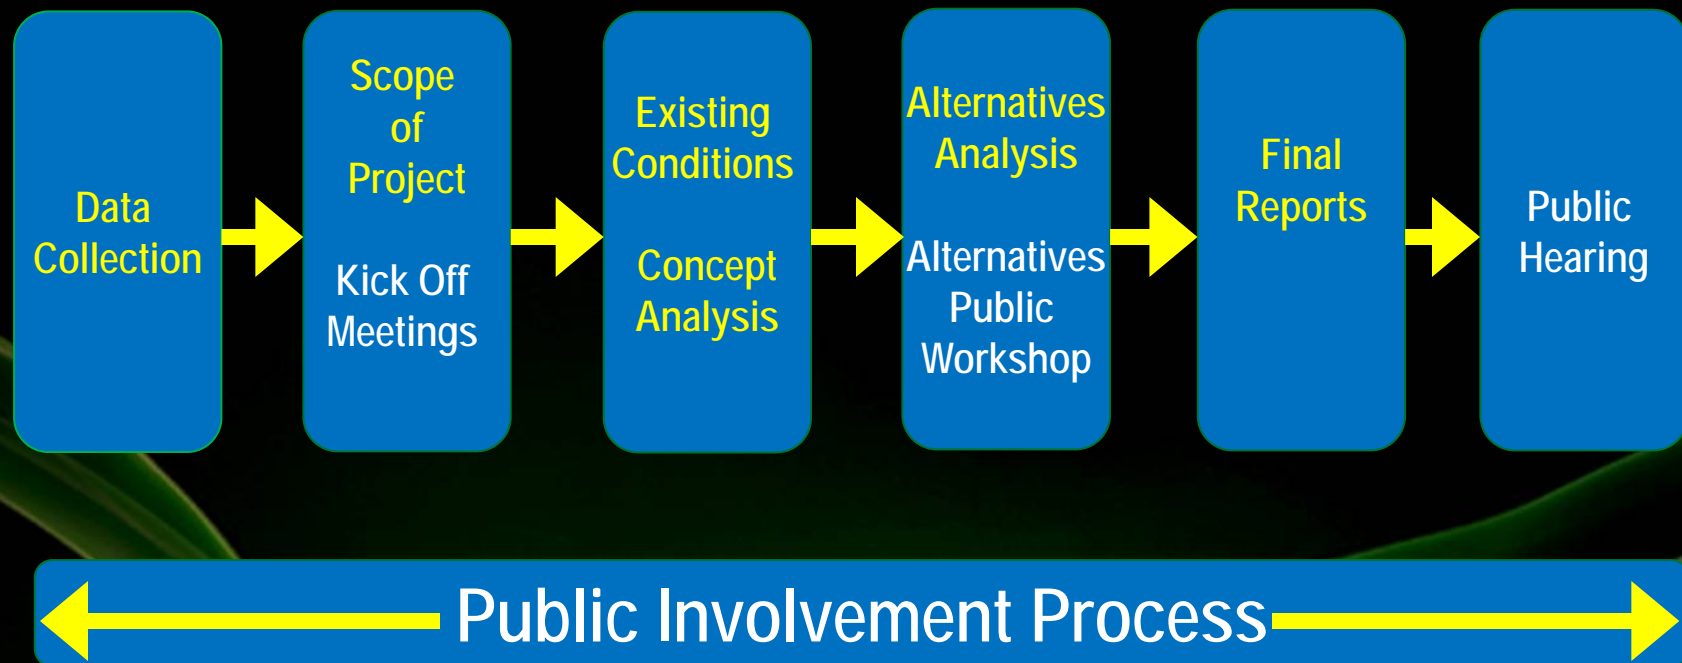 Data
Collection
Scope
of
Project
Kick Off
Meetings
Existing
Conditions
Concept
Analysis
Alternatives
Analysis
Alternatives
Public
Workshop
Final
Reports
Public
Hearing
Public Involvement Process